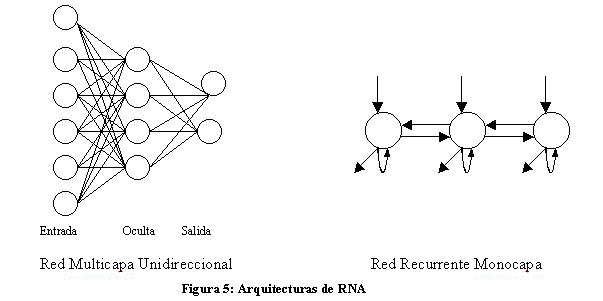 Entrada Oculta Salida
Red Multicapa Unidireccional Red Recurrente Monocapa
Figura 5: Arquitecturas de RNA